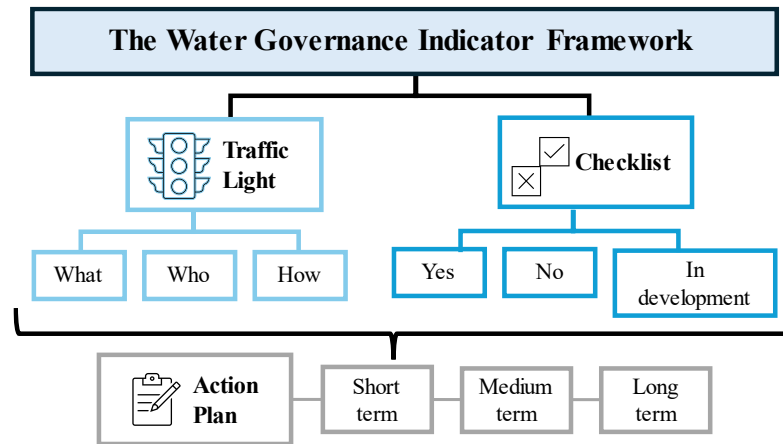 The Water Governance Indicator Framework
Traffic
Light
Checklist
What
Who
How
Yes
No
In
development
Action
Plan
Short
term
Medium
term
Long
term